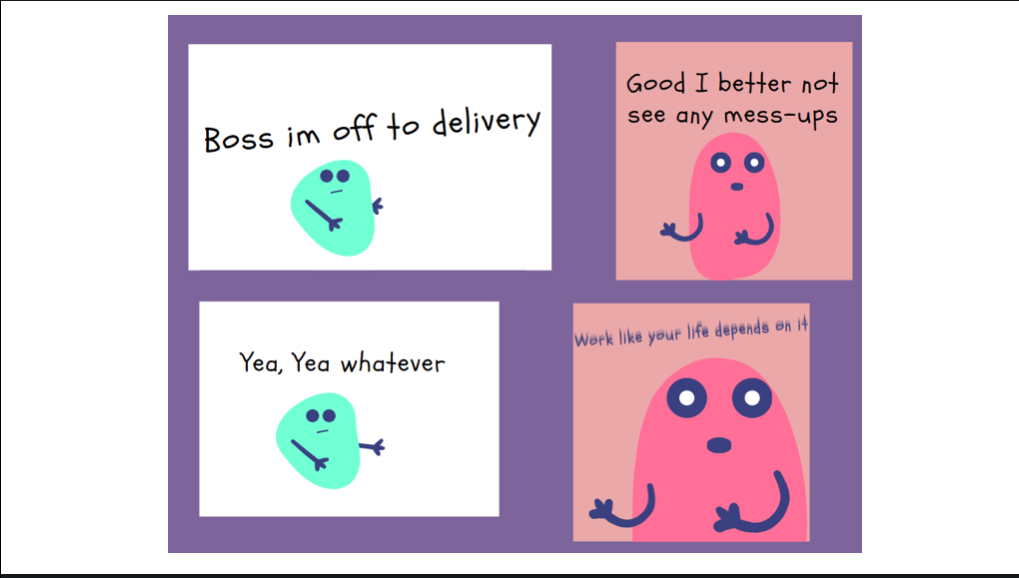 Boss im off to delivery
Good I better not
see any mess-ups
Yea, Yea whatever
Work like your life depends on it